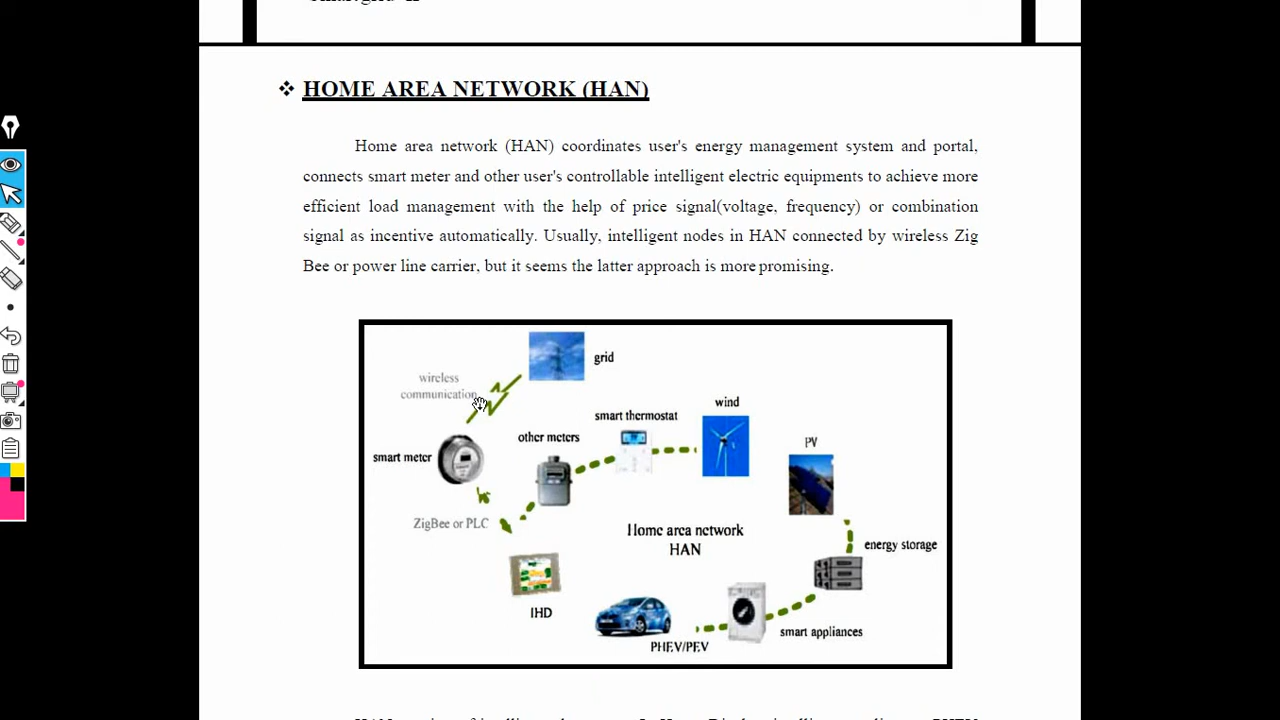 ❖ HOME AREA NETWORK (HAN)
Home area network (HAN) coordinates user's energy management system and portal,
connects smart meter and other user's controllable intelligent electric equipments to achieve more
efficient load management with the help of price signal(voltage, frequency) or combination
signal as incentive automatically. Usually, intelligent nodes in HAN connected by wireless Zig
Bee or power line carrier, but it seems the latter approach is more promising.
grid
wireless
communication
wind
smart thermostat
other meters
PV
smart meter
ZigBee or PLC
Home area network
HAN
energy storage
IHD
smart appliances
PHEV/PEV